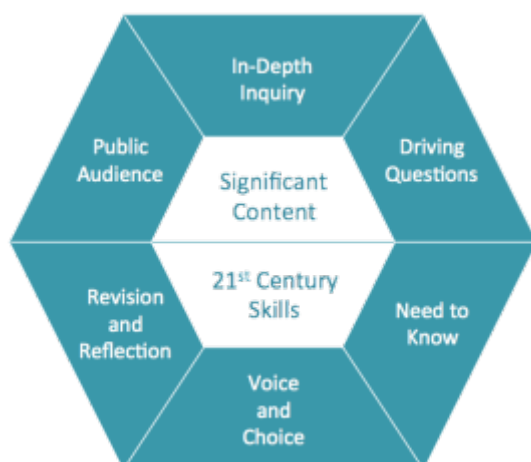 In-Depth
Inquiry
Public
Audience
Driving
Questions
Significant
Content
21st Century
Skills
Revision
and
Reflection
Need to
Know
Voice
and
Choice